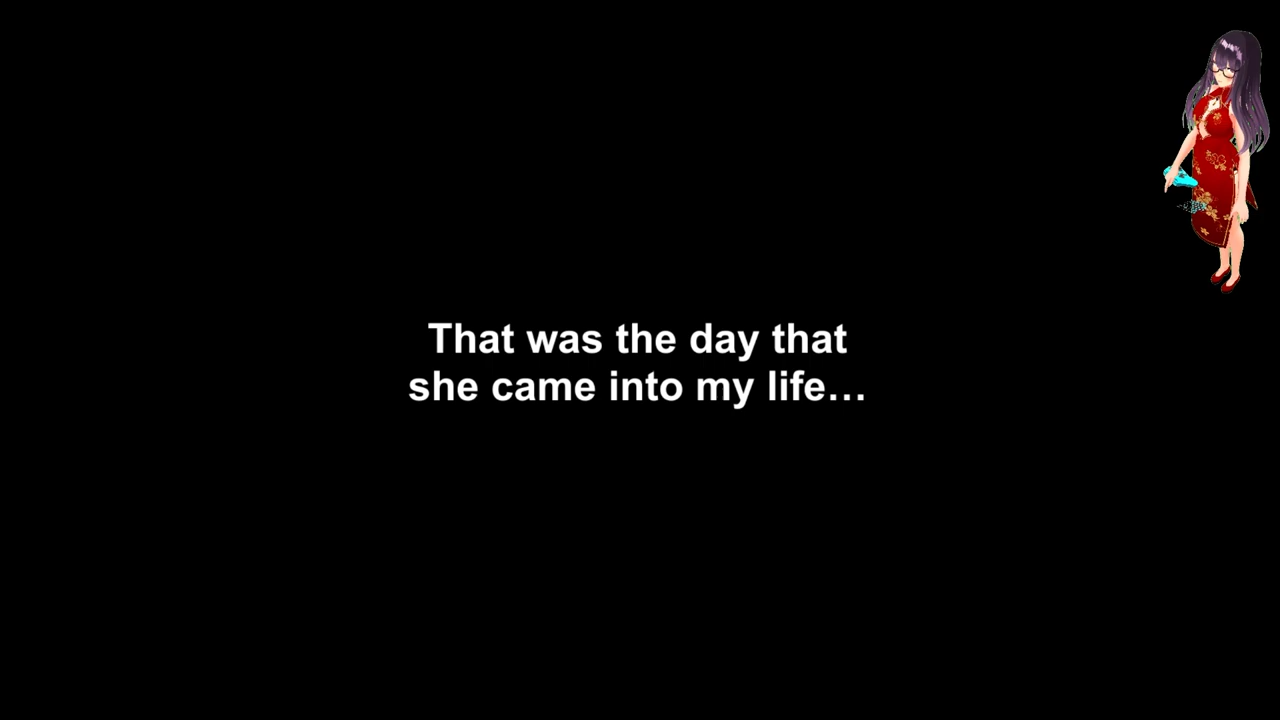 That was the day that
she came into my life…